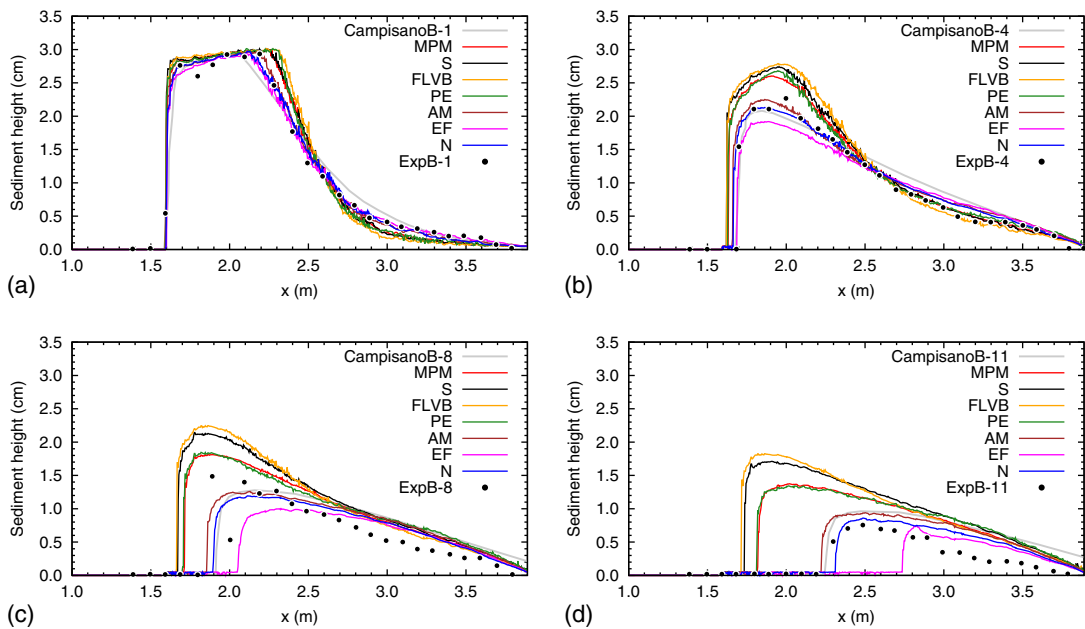 CampisanoB-1
MPM
S
FLVB
PE
AM
EF
N
ExpB-1
Sediment height (cm)
3.5
3.0
2.5
2.0
1.5
1.0
0.5
0.0
1.0 1.5 2.0 2.5 3.0 3.5
x (m)
(a)
CampisanoB-4
MPM
S
FLVB
PE
AM
EF
N
ExpB-4
Sediment height (cm)
3.5
3.0
2.5
2.0
1.5
1.0
0.5
0.0
1.0 1.5 2.0 2.5 3.0 3.5
x (m)
(b)
CampisanoB-8
MPM
S
FLVB
PE
AM
EF
N
ExpB-8
Sediment height (cm)
3.5
3.0
2.5
2.0
1.5
1.0
0.5
0.0
1.0 1.5 2.0 2.5 3.0 3.5
x (m)
(c)
CampisanoB-11
MPM
S
FLVB
PE
AM
EF
N
ExpB-11
Sediment height (cm)
3.5
3.0
2.5
2.0
1.5
1.0
0.5
0.0
1.0 1.5 2.0 2.5 3.0 3.5
x (m)
(d)